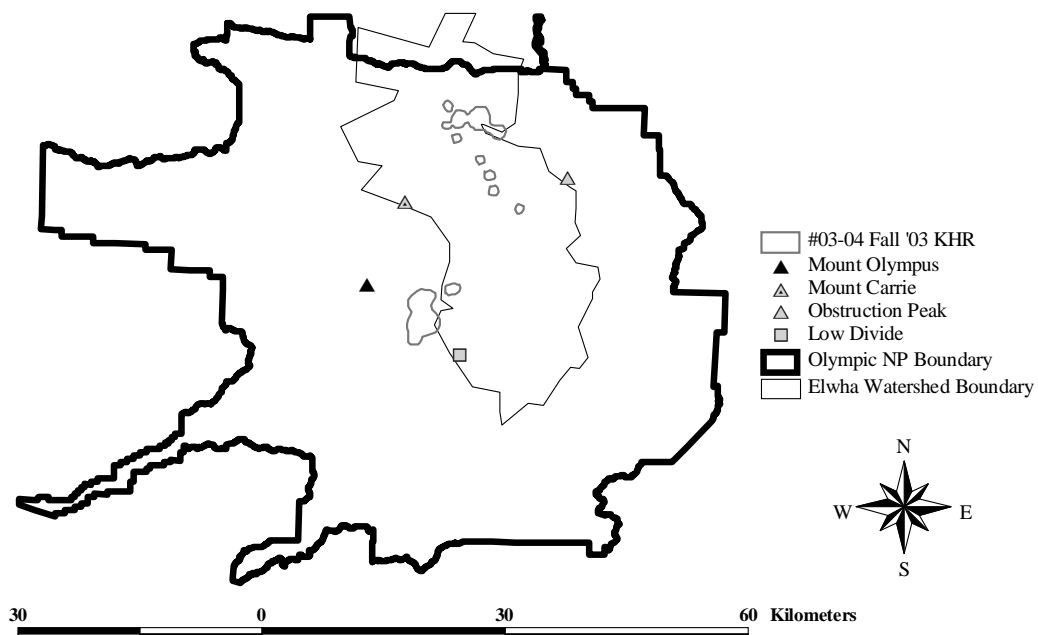 #03-04 Fall '03 KHR
Mount Olympus
Mount Carrie
Obstruction Peak
Low Divide
Olympic NP Boundary
Elwha Watershed Boundary
N
W
E
S
30 0 30 60 Kilometers